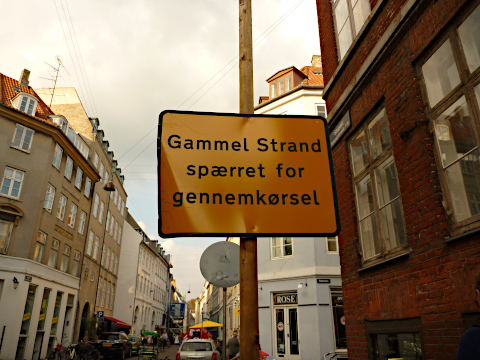 Gammel Strand
spærret for
gennemkørsel
ROSE